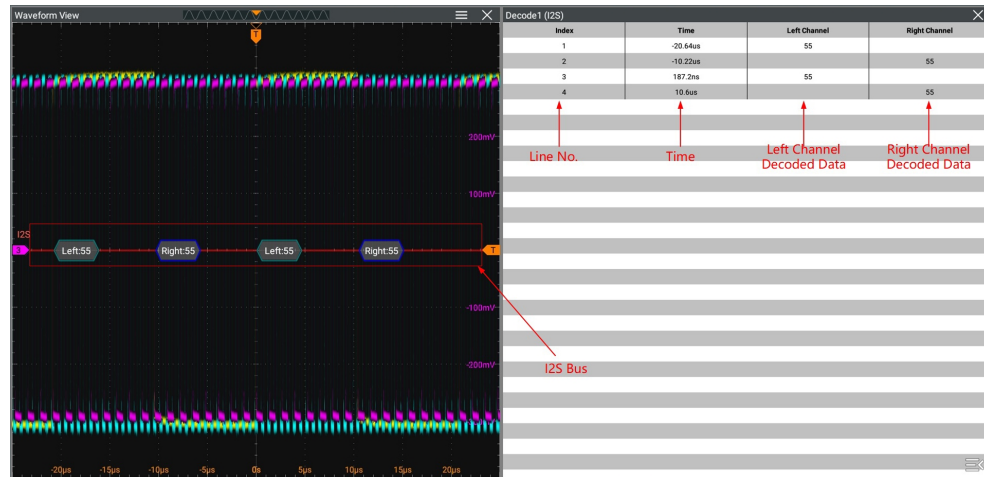 Waveform View
T
200mV
100mV
I2S
3
Left:55
Right:55
Left:55
Right:55
T
-100mV
-200mV
-20µs
-15µs
-10µs
-5µs
0s
5µs
10µs
15µs
20µs
Decode1 (I2S)
Index Time Left Channel Right Channel
1 -20.64us 55
2 -10.22us 55
3 187.2ns 55
4 10.6us 55
Line No.
Time
Left Channel
Decoded Data
Right Channel
Decoded Data
I2S Bus